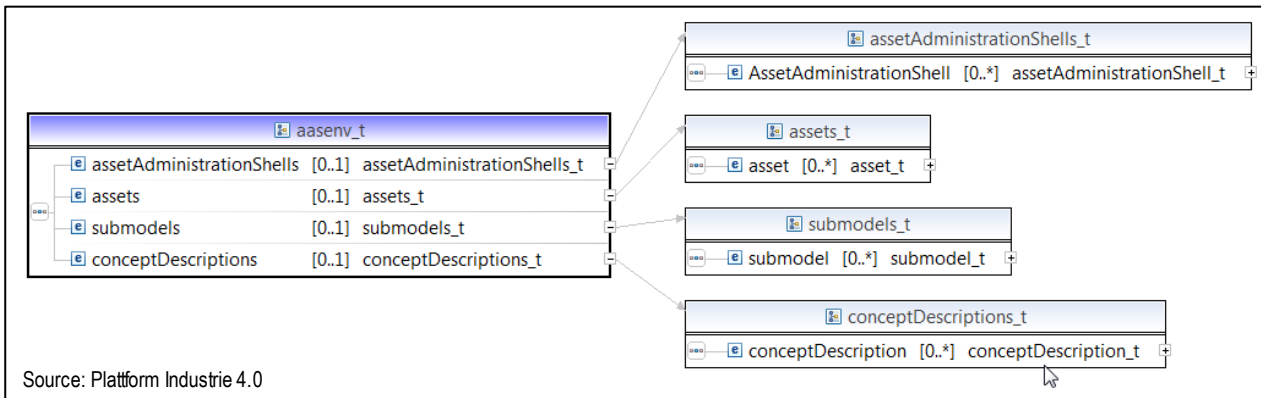 aasenv_t
assetAdministrationShells [0..1] assetAdministrationShells_t
assets [0..1] assets_t
submodels [0..1] submodels_t
conceptDescriptions [0..1] conceptDescriptions_t
assetAdministrationShells_t
AssetAdministrationShell [0..*] assetAdministrationShell_t
assets_t
asset [0..*] asset_t
submodels_t
submodel [0..*] submodel_t
conceptDescriptions_t
conceptDescription [0..*] conceptDescription_t
Source: Plattform Industrie 4.0